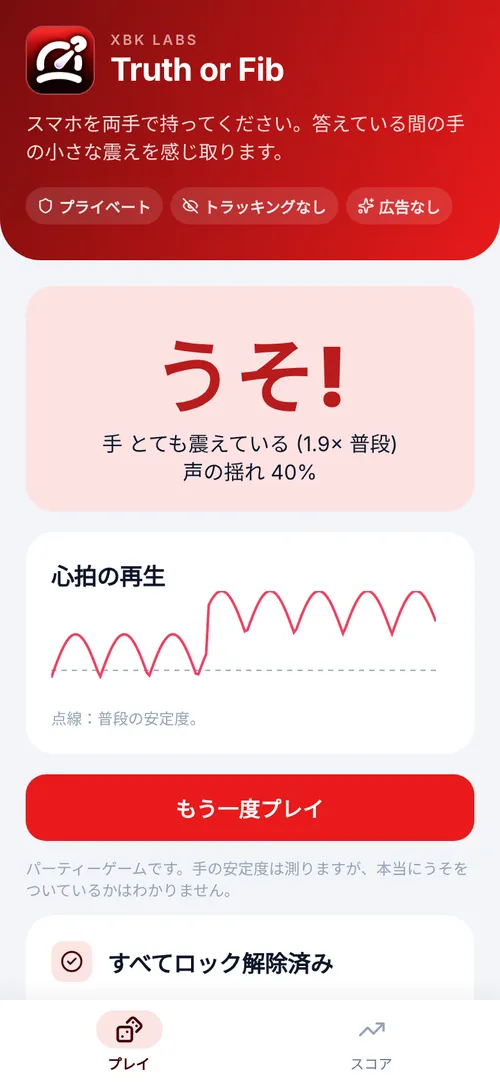 XBK LABS
Truth or Fib
スマホを両手で持ってください。答えている間の手
の小さな震えを感じ取ります。
プライベート
トラッキングなし
広告なし
うそ!
手 とても震えている (1.9× 普段)
声の揺れ 40%
心拍の再生
点線：普段の安定度。
もう一度プレイ
パーティーゲームです。手の安定度は測りますが、本当にうそを
ついているかはわかりません。
すべてロック解除済み
プレイ
スコア